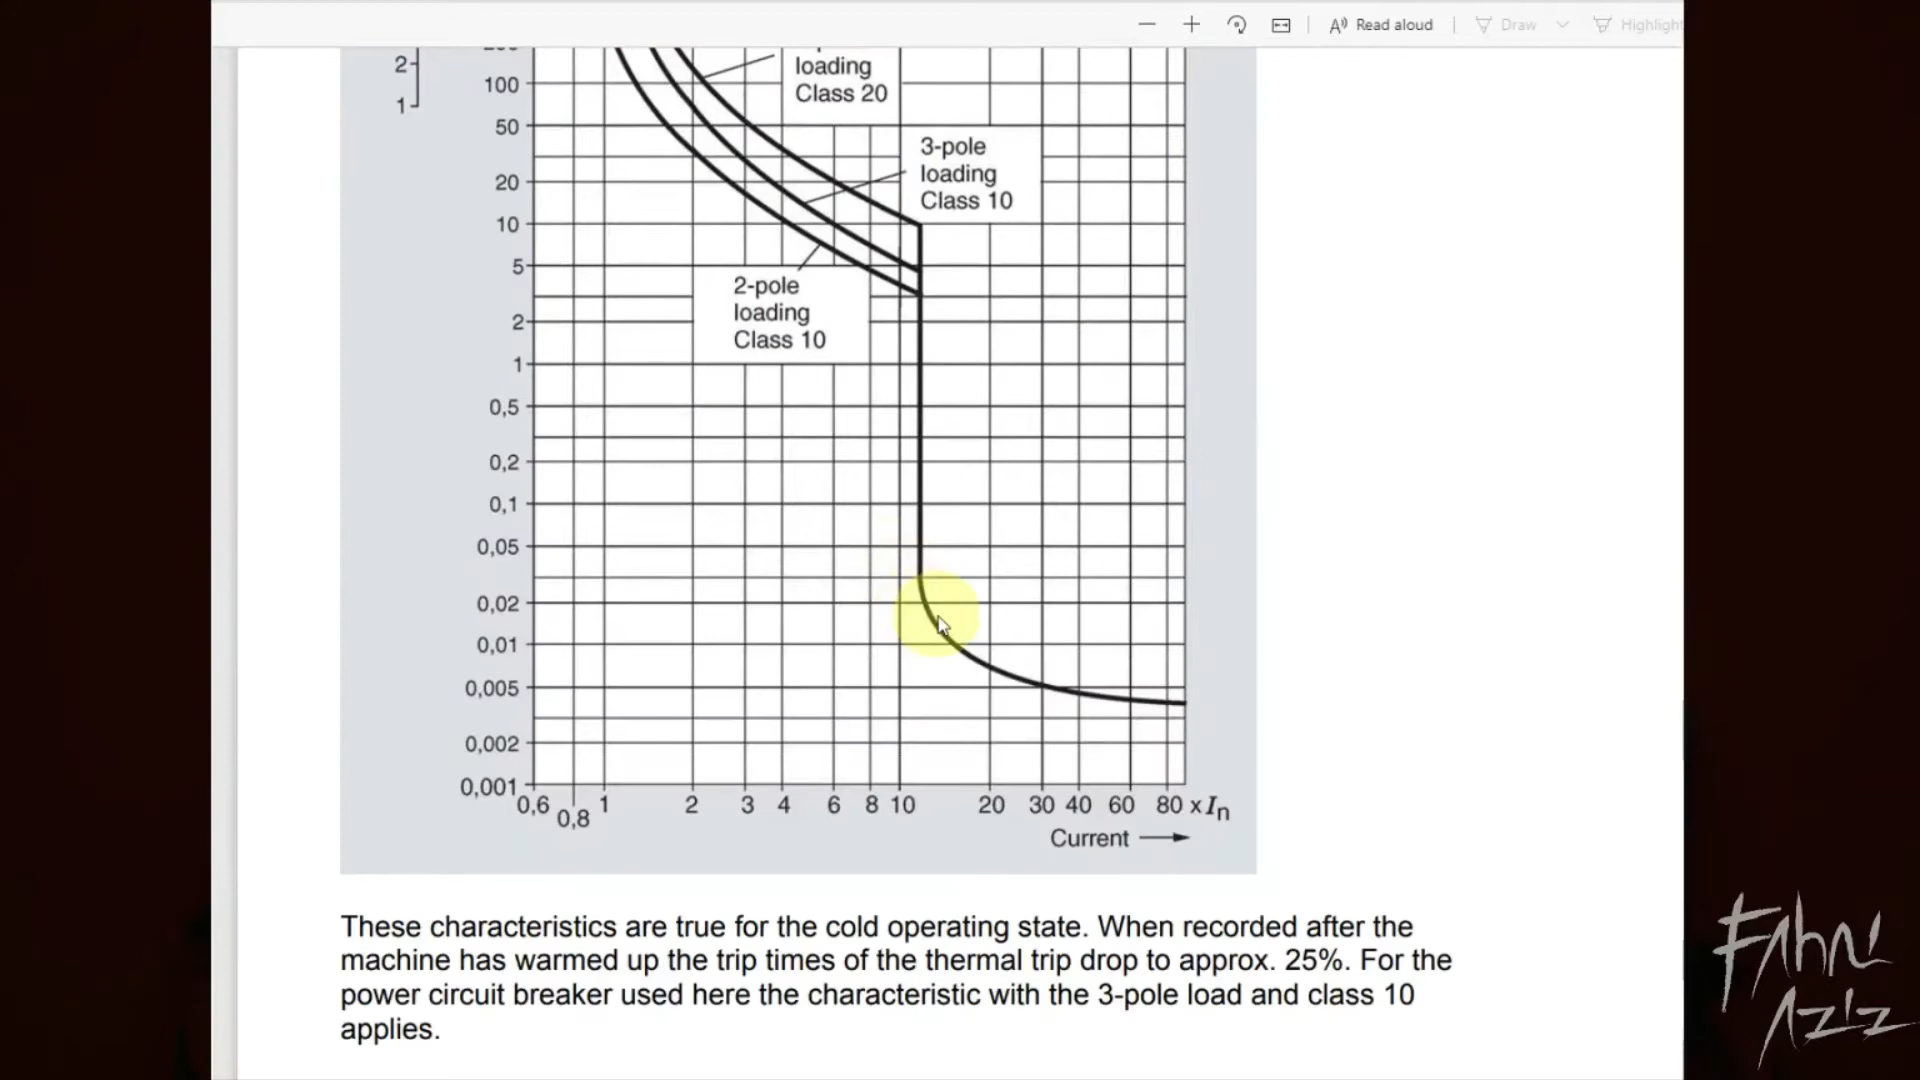 Read aloud
Draw
Highlight
2
1
100
50
20
10
5
2
1
0,5
0,2
0,1
0,05
0,02
0,01
0,005
0,002
0,001
loading
Class 20
3-pole
loading
Class 10
2-pole
loading
Class 10
0,6 0,8 1 2 3 4 6 8 10 20 30 40 60 80 x In
Current
These characteristics are true for the cold operating state. When recorded after the
machine has warmed up the trip times of the thermal trip drop to approx. 25%. For the
power circuit breaker used here the characteristic with the 3-pole load and class 10
applies.
FAhNi
AZiZ